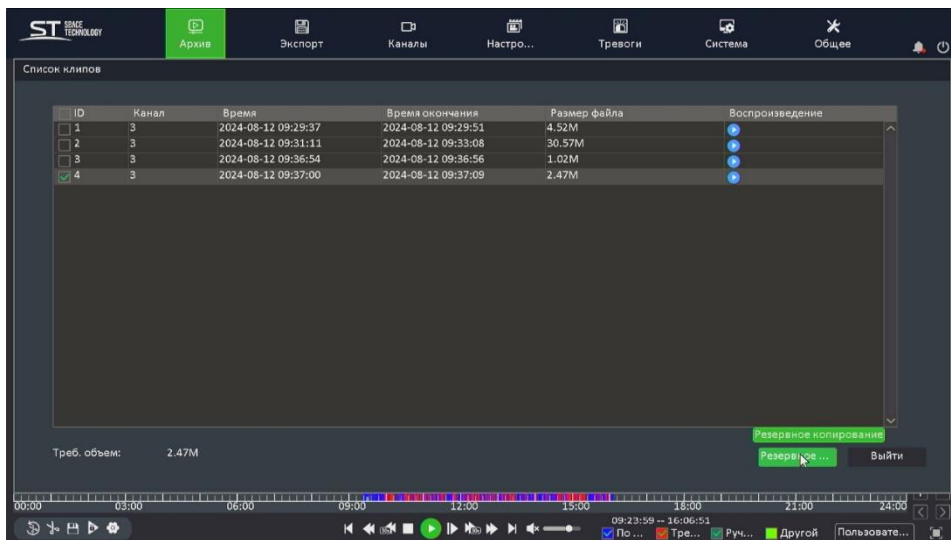 ST SPACE TECHNOLOGY
Архив Экспорт Каналы Настро... Тревоги Система Общее
Список клипов
ID Канал Время Время окончания Размер файла Воспроизведение
1 3 2024-08-12 09:29:37 2024-08-12 09:29:51 4.52M
2 3 2024-08-12 09:31:11 2024-08-12 09:33:08 30.57M
3 3 2024-08-12 09:36:54 2024-08-12 09:36:56 1.02M
4 3 2024-08-12 09:37:00 2024-08-12 09:37:09 2.47M
Резервное копирование
Треб. объем: 2.47M Резервное ... Выйти
00:00 03:00 06:00 09:00 12:00 15:00 18:00 21:00 24:00
09:23:59 -- 16:06:51
По ... Тре... Руч... Другой Пользовате...